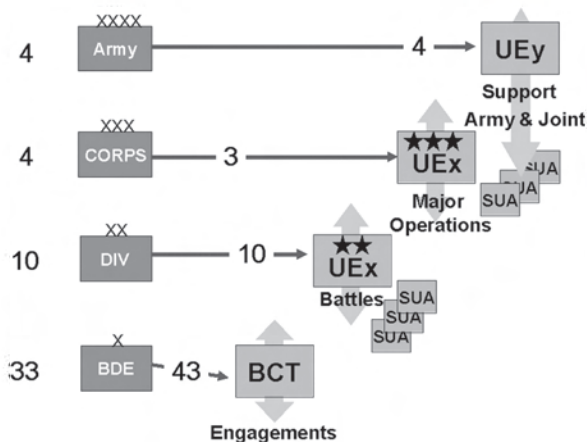 XXXX
4 Army 4 UEy
Support
Army & Joint
XXX
4 CORPS 3 UEx
SUA
SUA
SUA
Major
Operations
XX
10 DIV 10 UEx
Battles
SUA
SUA
SUA
X
33 BDE 43 BCT
Engagements